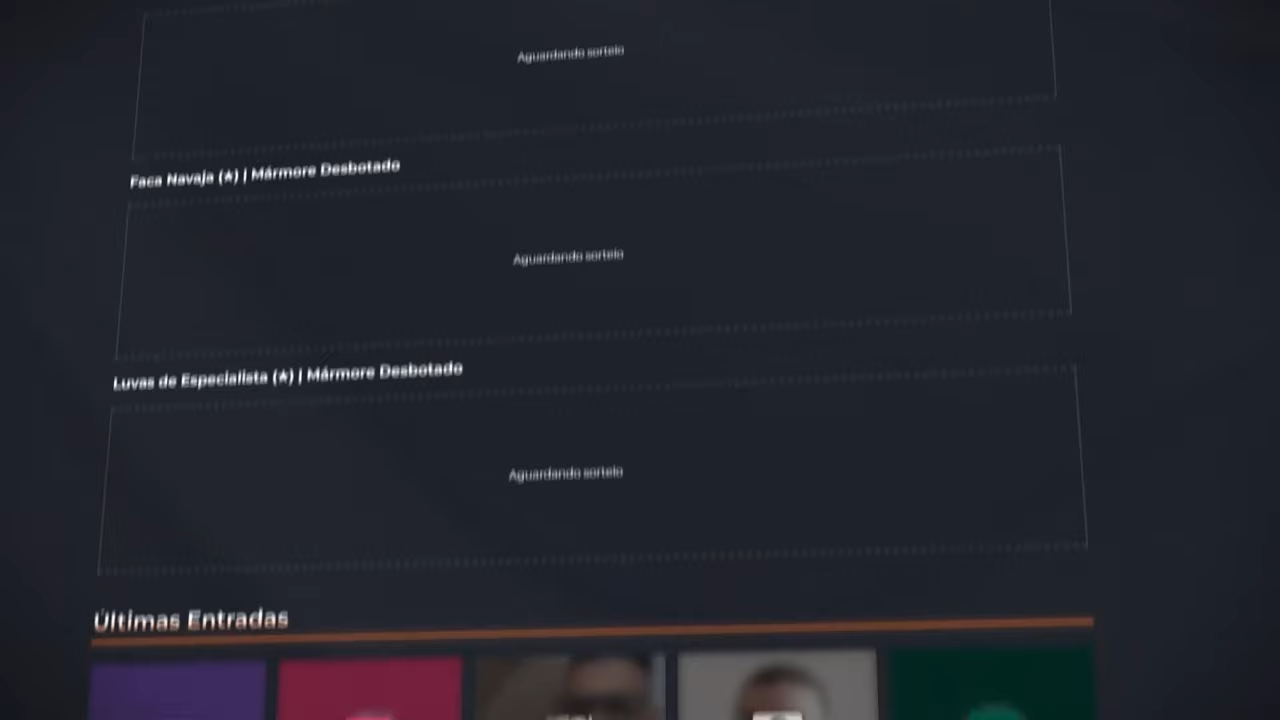 Aguardando sorteio
Faca Navaja (★) | Mármore Desbotado
Aguardando sorteio
Luvas de Especialista (★) | Mármore Desbotado
Aguardando sorteio
Últimas Entradas